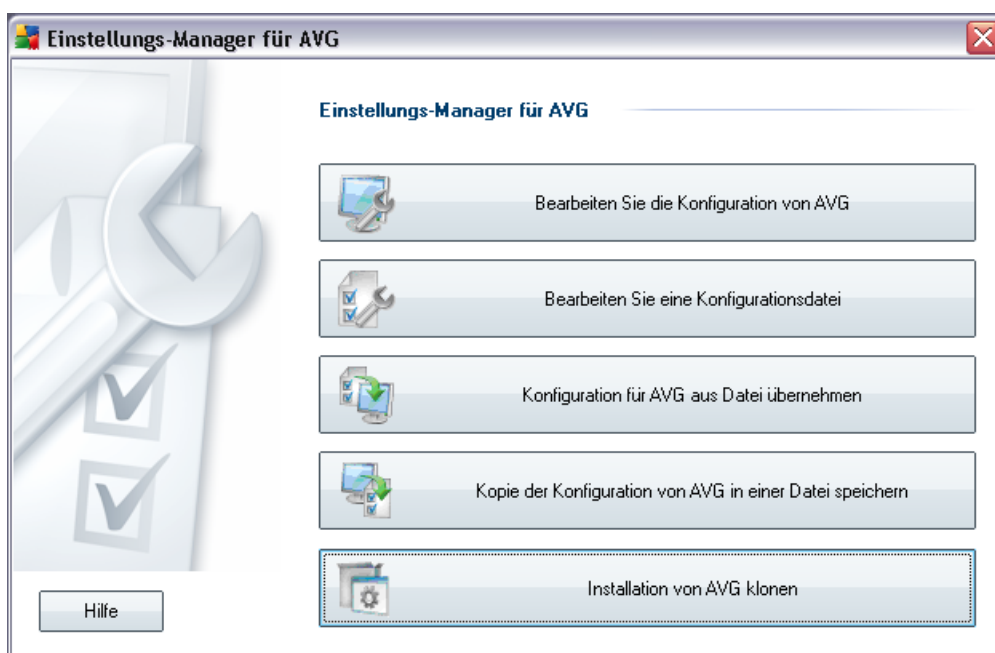 Einstellungs-Manager für AVG
Einstellungs-Manager für AVG
Bearbeiten Sie die Konfiguration von AVG
Bearbeiten Sie eine Konfigurationsdatei
Konfiguration für AVG aus Datei übernehmen
Kopie der Konfiguration von AVG in einer Datei speichern
Installation von AVG klonen
Hilfe